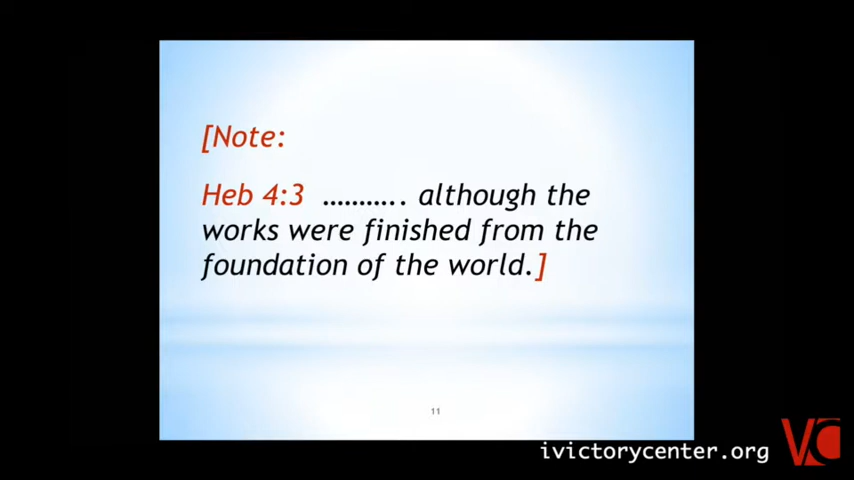 [Note:
Heb 4:3 ……….. although the
works were finished from the
foundation of the world.]
11
ivictorycenter.org
VC